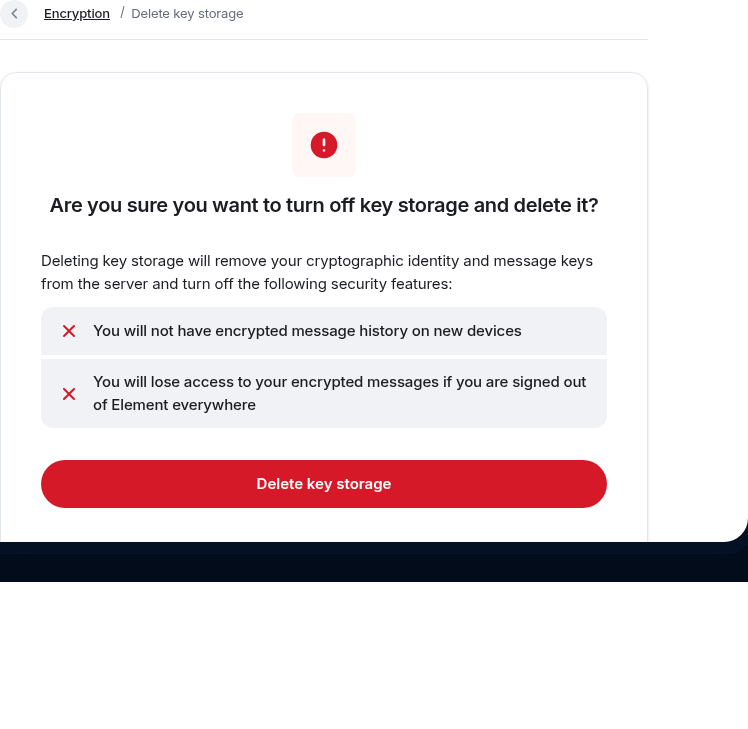 Encryption / Delete key storage
Are you sure you want to turn off key storage and delete it?
Deleting key storage will remove your cryptographic identity and message keys
from the server and turn off the following security features:
You will not have encrypted message history on new devices
You will lose access to your encrypted messages if you are signed out
of Element everywhere
Delete key storage